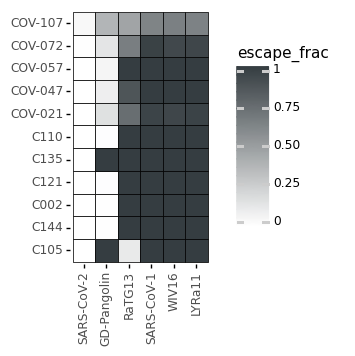 COV-107
COV-072
COV-057
COV-047
COV-021
C110
C135
C121
C002
C144
C105
SARS-CoV-2
GD-Pangolin
RaTG13
SARS-CoV-1
WIV16
LYRa11
escape_frac
1
0.75
0.50
0.25
0